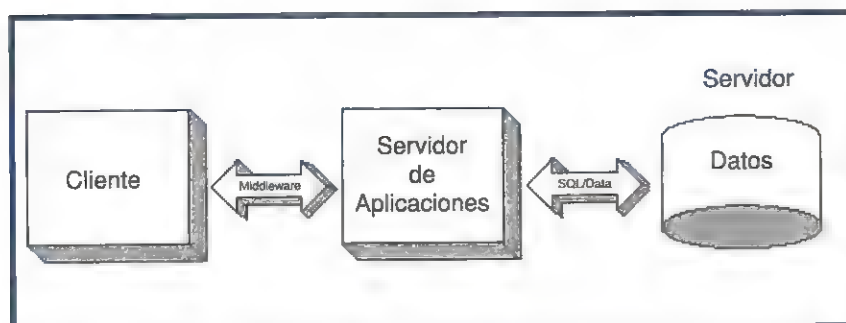 Servidor
Cliente
Middleware
Servidor
de
Aplicaciones
SQL/Data
Datos